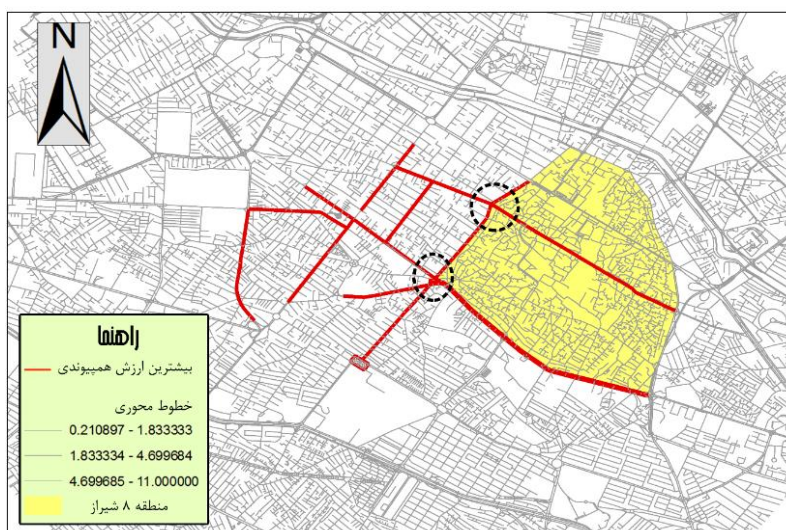 N
راهنما
بیشترین ارزش همپیوندی
خطوط محوری
0.210897 - 1.833333
1.833334 - 4.699684
4.699685 - 11.000000
منطقه ۸ شیراز